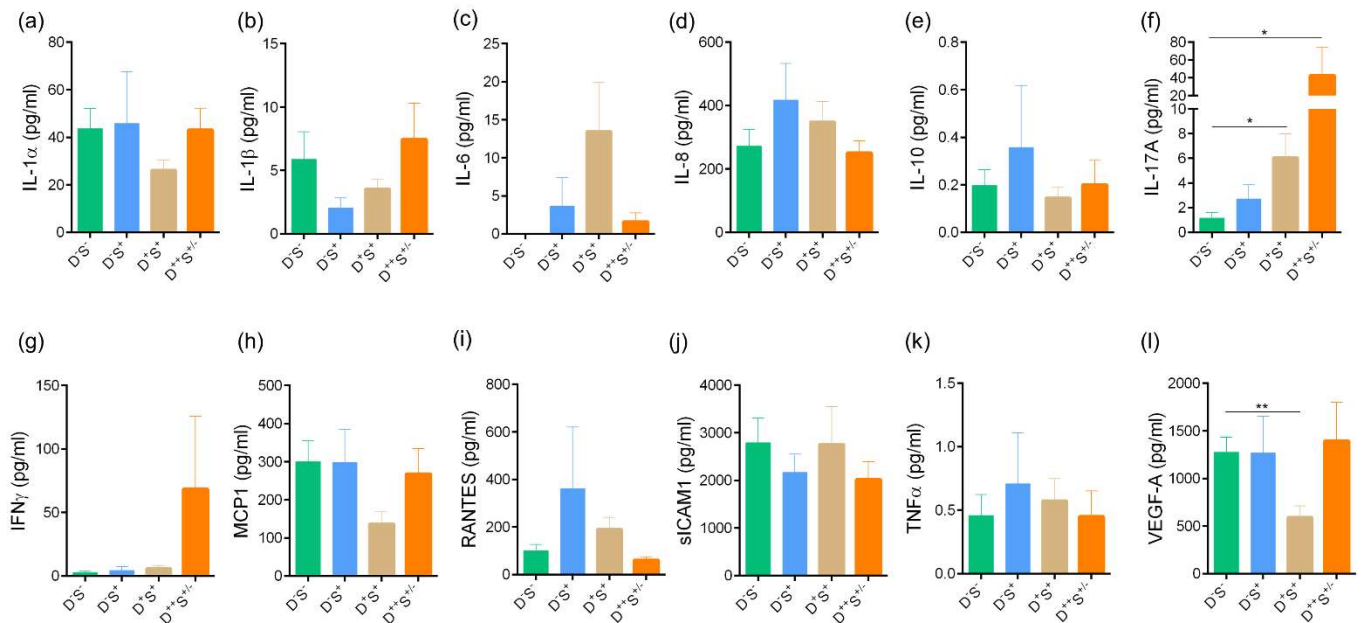 (a)
IL-1α (pg/ml)
80
60
40
20
0
D⁻S⁻
D⁻S⁺
D⁺S⁺
D⁺⁺S⁺/⁻
(b)
IL-1β (pg/ml)
15
10
5
0
D⁻S⁻
D⁻S⁺
D⁺S⁺
D⁺⁺S⁺/⁻
(c)
IL-6 (pg/ml)
25
20
15
10
5
0
D⁻S⁻
D⁻S⁺
D⁺S⁺
D⁺⁺S⁺/⁻
(d)
IL-8 (pg/ml)
600
400
200
0
D⁻S⁻
D⁻S⁺
D⁺S⁺
D⁺⁺S⁺/⁻
(e)
IL-10 (pg/ml)
0.8
0.6
0.4
0.2
0.0
D⁻S⁻
D⁻S⁺
D⁺S⁺
D⁺⁺S⁺/⁻
(f)
IL-17A (pg/ml)
80
60
40
20
10
8
6
4
2
0
*
*
D⁻S⁻
D⁻S⁺
D⁺S⁺
D⁺⁺S⁺/⁻
(g)
IFNγ (pg/ml)
150
100
50
0
D⁻S⁻
D⁻S⁺
D⁺S⁺
D⁺⁺S⁺/⁻
(h)
MCP1 (pg/ml)
500
400
300
200
100
0
D⁻S⁻
D⁻S⁺
D⁺S⁺
D⁺⁺S⁺/⁻
(i)
RANTES (pg/ml)
800
600
400
200
0
D⁻S⁻
D⁻S⁺
D⁺S⁺
D⁺⁺S⁺/⁻
(j)
sICAM1 (pg/ml)
4000
3000
2000
1000
0
D⁻S⁻
D⁻S⁺
D⁺S⁺
D⁺⁺S⁺/⁻
(k)
TNFα (pg/ml)
1.5
1.0
0.5
0.0
D⁻S⁻
D⁻S⁺
D⁺S⁺
D⁺⁺S⁺/⁻
(l)
VEGF-A (pg/ml)
2000
1500
1000
500
0
**
D⁻S⁻
D⁻S⁺
D⁺S⁺
D⁺⁺S⁺/⁻